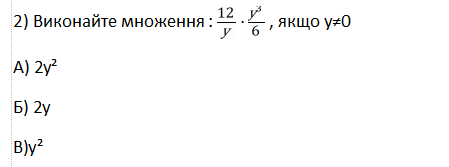 2) Виконайте множення : 12/y · y³/6 , якщо y≠0
А) 2y²
Б) 2y
В)y²